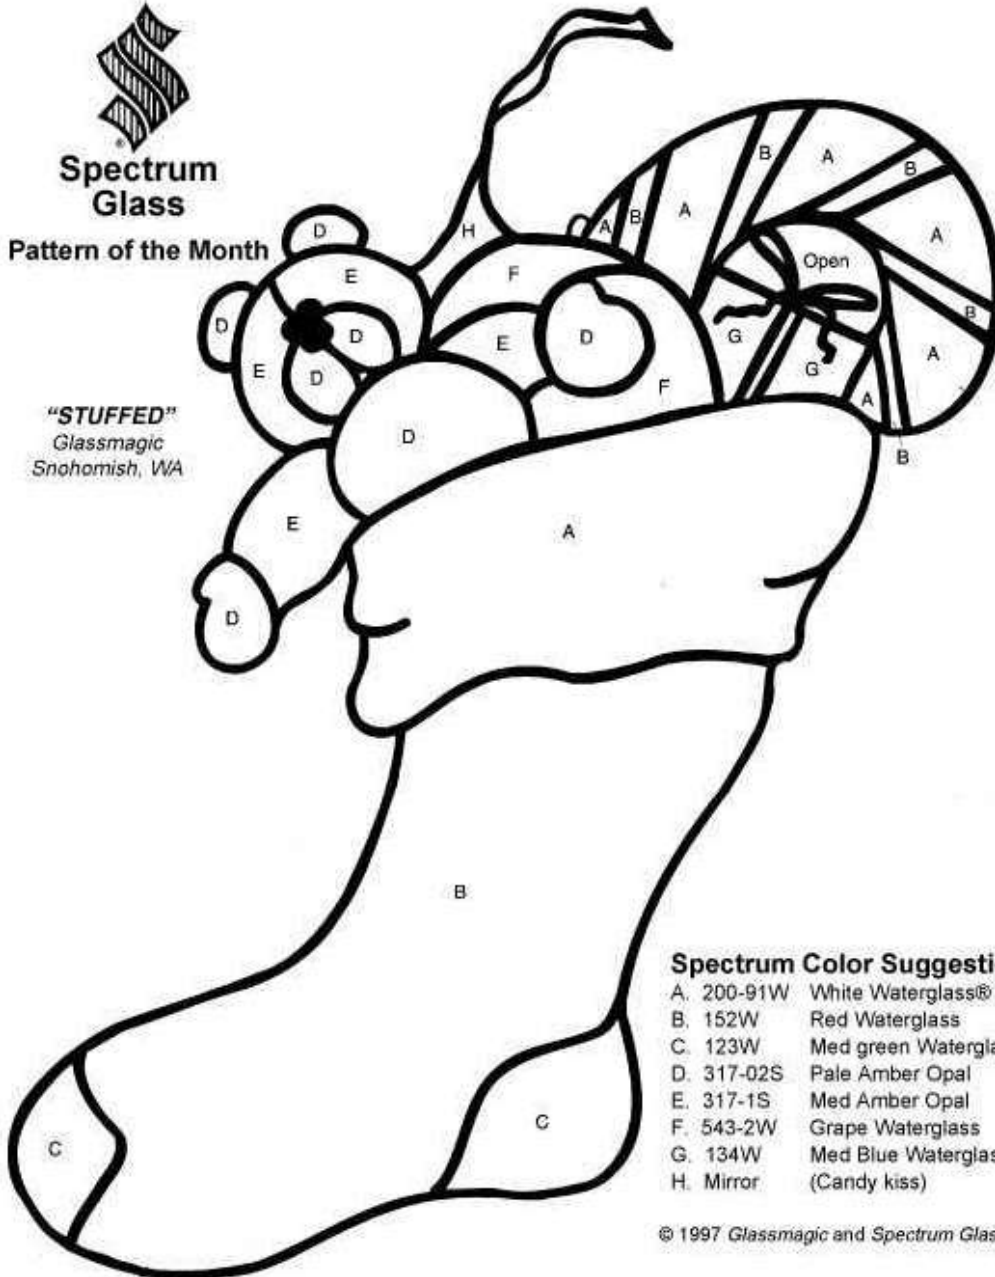 ®
Spectrum
Glass
Pattern of the Month
"STUFFED"
Glassmagic
Snohomish, WA
D
E
D
D
E
D
H
F
E
D
F
D
E
D
A
B
A
B
A
B
A
B
A
A
B
Open
G
G
A
B
C
C
Spectrum Color Suggesti
A. 200-91W White Waterglass®
B. 152W Red Waterglass
C. 123W Med green Watergla
D. 317-02S Pale Amber Opal
E. 317-1S Med Amber Opal
F. 543-2W Grape Waterglass
G. 134W Med Blue Waterglas
H. Mirror (Candy kiss)
© 1997 Glassmagic and Spectrum Glas